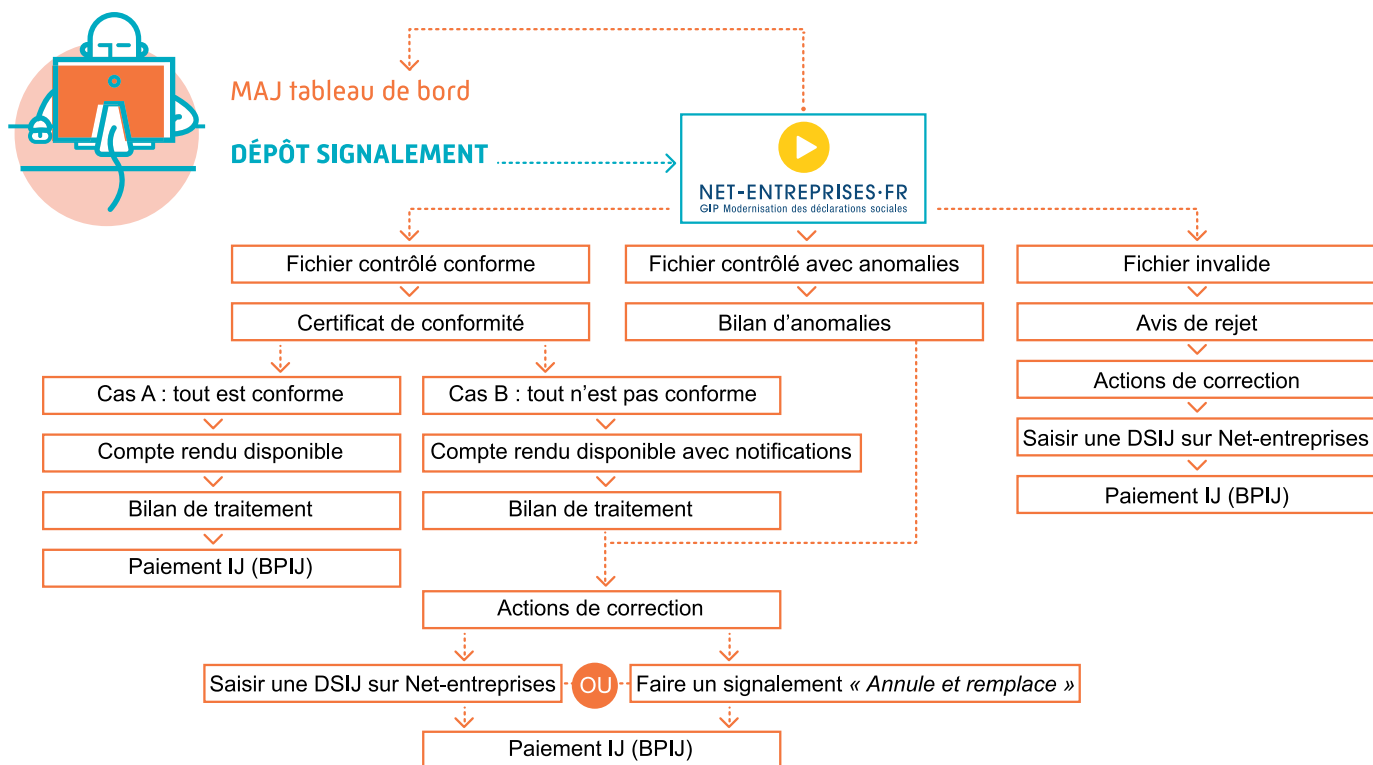 MAJ tableau de bord
DÉPÔT SIGNALEMENT
NET-ENTREPRISES·FR
GIP Modernisation des déclarations sociales
Fichier contrôlé conforme
Fichier contrôlé avec anomalies
Fichier invalide
Certificat de conformité
Bilan d’anomalies
Avis de rejet
Cas A : tout est conforme
Cas B : tout n’est pas conforme
Actions de correction
Compte rendu disponible
Compte rendu disponible avec notifications
Saisir une DSIJ sur Net-entreprises
Bilan de traitement
Bilan de traitement
Paiement IJ (BPIJ)
Paiement IJ (BPIJ)
Actions de correction
Saisir une DSIJ sur Net-entreprises
OU
Faire un signalement « Annule et remplace »
Paiement IJ (BPIJ)